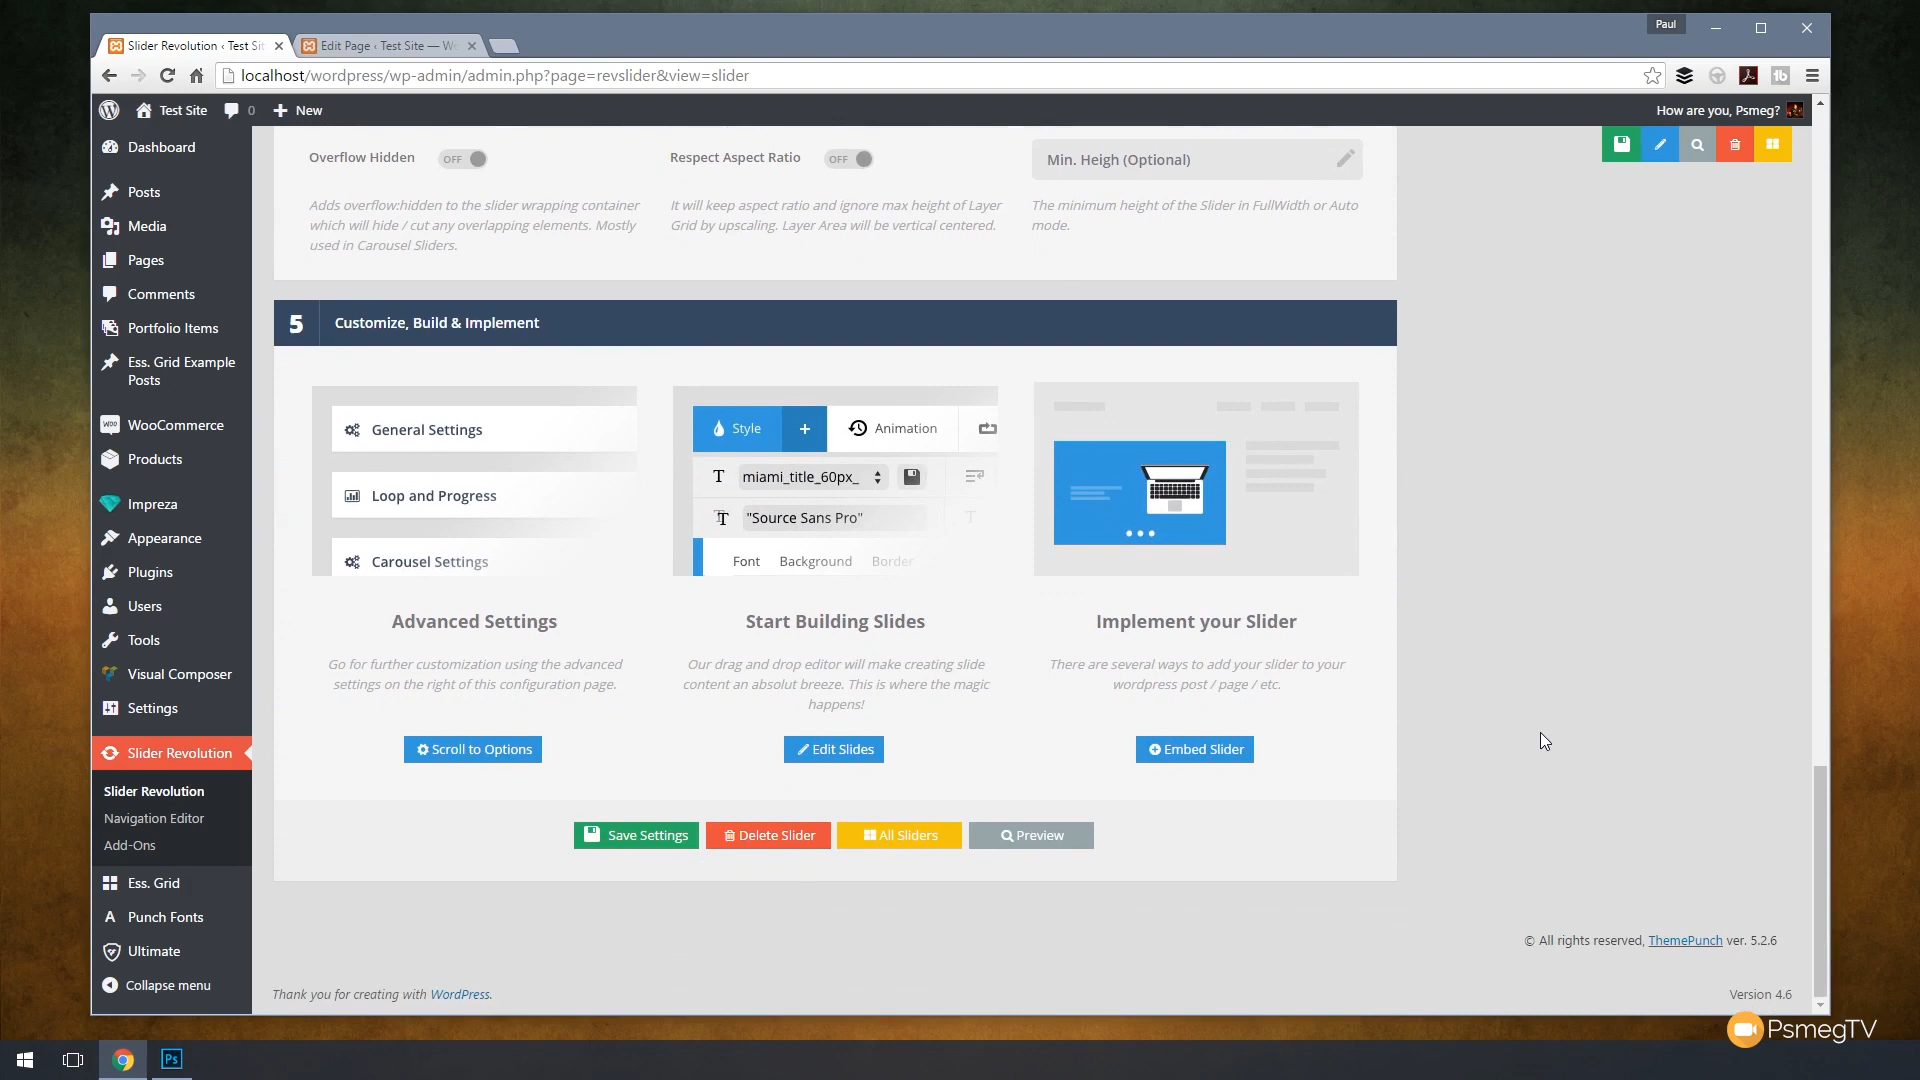 Paul
Slider Revolution ‹ Test Sit
Edit Page ‹ Test Site — W
localhost/wordpress/wp-admin/admin.php?page=revslider&view=slider
Test Site
0
New
How are you, Psmeg?
Dashboard
Posts
Media
Pages
Comments
Portfolio Items
Ess. Grid Example
Posts
WooCommerce
Products
Impreza
Appearance
Plugins
Users
Tools
Visual Composer
Settings
Slider Revolution
Slider Revolution
Navigation Editor
Add-Ons
Ess. Grid
Punch Fonts
Ultimate
Collapse menu
Overflow Hidden
OFF
Adds overflow:hidden to the slider wrapping container
which will hide / cut any overlapping elements. Mostly
used in Carousel Sliders.
Respect Aspect Ratio
OFF
It will keep aspect ratio and ignore max height of Layer
Grid by upscaling. Layer Area will be vertical centered.
Min. Heigh (Optional)
The minimum height of the Slider in FullWidth or Auto
mode.
5
Customize, Build & Implement
General Settings
Loop and Progress
Carousel Settings
Advanced Settings
Go for further customization using the advanced
settings on the right of this configuration page.
Scroll to Options
Style
+
Animation
T
miami_title_60px_
T
"Source Sans Pro"
T
Font
Background
Border
Start Building Slides
Our drag and drop editor will make creating slide
content an absolut breeze. This is where the magic
happens!
Edit Slides
Implement your Slider
There are several ways to add your slider to your
wordpress post / page / etc.
Embed Slider
Save Settings
Delete Slider
All Sliders
Preview
© All rights reserved, ThemePunch ver. 5.2.6
Thank you for creating with WordPress.
Version 4.6
PsmegTV
Ps